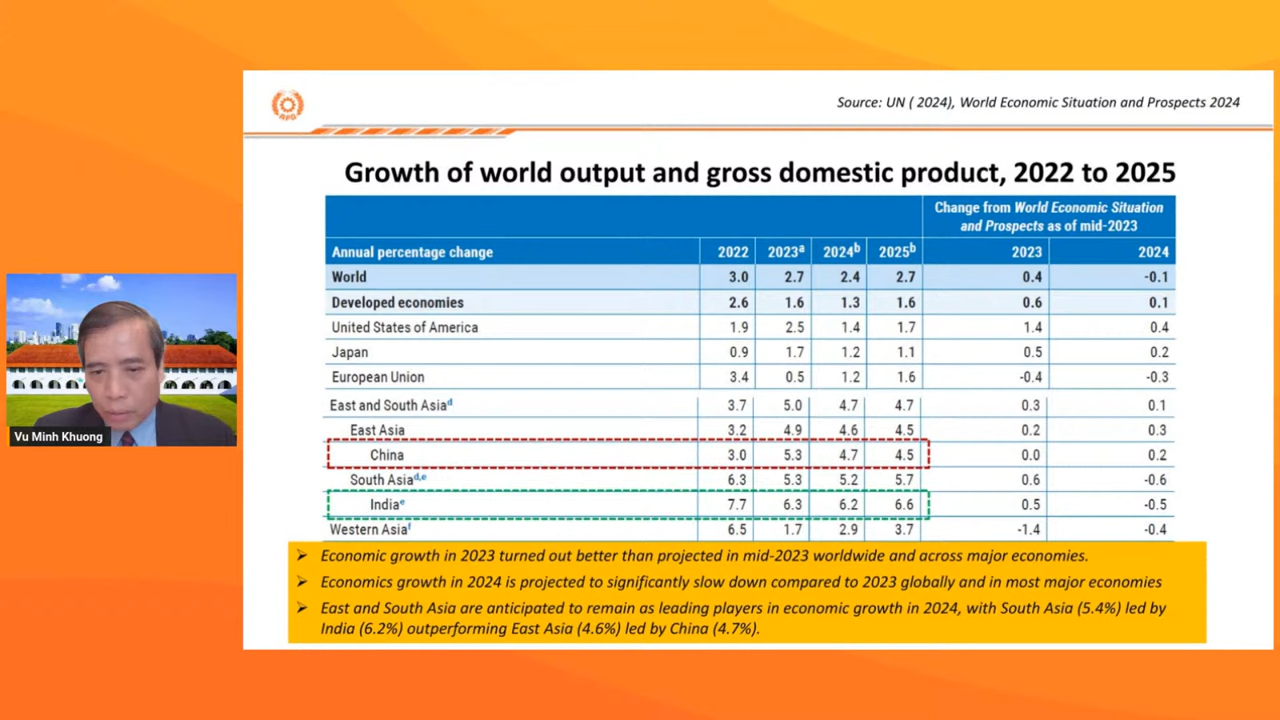 APO
Source: UN ( 2024), World Economic Situation and Prospects 2024
Growth of world output and gross domestic product, 2022 to 2025
Change from World Economic Situation
and Prospects as of mid-2023
Annual percentage change 2022 2023a 2024b 2025b 2023 2024
World 3.0 2.7 2.4 2.7 0.4 -0.1
Developed economies 2.6 1.6 1.3 1.6 0.6 0.1
United States of America 1.9 2.5 1.4 1.7 1.4 0.4
Japan 0.9 1.7 1.2 1.1 0.5 0.2
European Union 3.4 0.5 1.2 1.6 -0.4 -0.3
East and South Asiad 3.7 5.0 4.7 4.7 0.3 0.1
East Asia 3.2 4.9 4.6 4.5 0.2 0.3
China 3.0 5.3 4.7 4.5 0.0 0.2
South Asiad,e 6.3 5.3 5.2 5.7 0.6 -0.6
Indiae 7.7 6.3 6.2 6.6 0.5 -0.5
Western Asiaf 6.5 1.7 2.9 3.7 -1.4 -0.4
Economic growth in 2023 turned out better than projected in mid-2023 worldwide and across major economies.
Economics growth in 2024 is projected to significantly slow down compared to 2023 globally and in most major economies
East and South Asia are anticipated to remain as leading players in economic growth in 2024, with South Asia (5.4%) led by
India (6.2%) outperforming East Asia (4.6%) led by China (4.7%).
Vu Minh Khuong